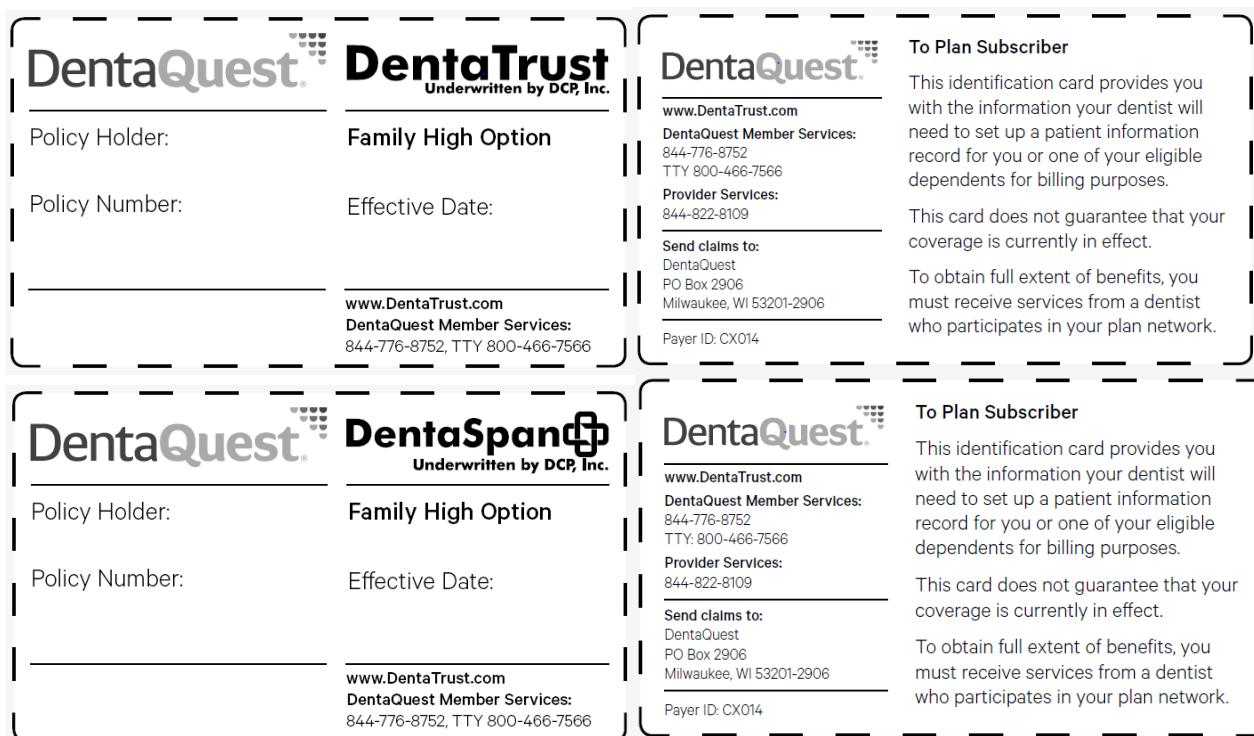 DentaQuest®
DentaTrust
Underwritten by DCP, Inc.
Policy Holder:
Family High Option
Policy Number:
Effective Date:
www.DentaTrust.com
DentaQuest Member Services:
844-776-8752, TTY 800-466-7566
DentaQuest®
www.DentaTrust.com
DentaQuest Member Services:
844-776-8752
TTY 800-466-7566
Provider Services:
844-822-8109
Send claims to:
DentaQuest
PO Box 2906
Milwaukee, WI 53201-2906
Payer ID: CX014
To Plan Subscriber
This identification card provides you
with the information your dentist will
need to set up a patient information
record for you or one of your eligible
dependents for billing purposes.
This card does not guarantee that your
coverage is currently in effect.
To obtain full extent of benefits, you
must receive services from a dentist
who participates in your plan network.
DentaQuest®
DentaSpan
Underwritten by DCP, Inc.
Policy Holder:
Family High Option
Policy Number:
Effective Date:
www.DentaTrust.com
DentaQuest Member Services:
844-776-8752, TTY 800-466-7566
DentaQuest®
www.DentaTrust.com
DentaQuest Member Services:
844-776-8752
TTY: 800-466-7566
Provider Services:
844-822-8109
Send claims to:
DentaQuest
PO Box 2906
Milwaukee, WI 53201-2906
Payer ID: CX014
To Plan Subscriber
This identification card provides you
with the information your dentist will
need to set up a patient information
record for you or one of your eligible
dependents for billing purposes.
This card does not guarantee that your
coverage is currently in effect.
To obtain full extent of benefits, you
must receive services from a dentist
who participates in your plan network.